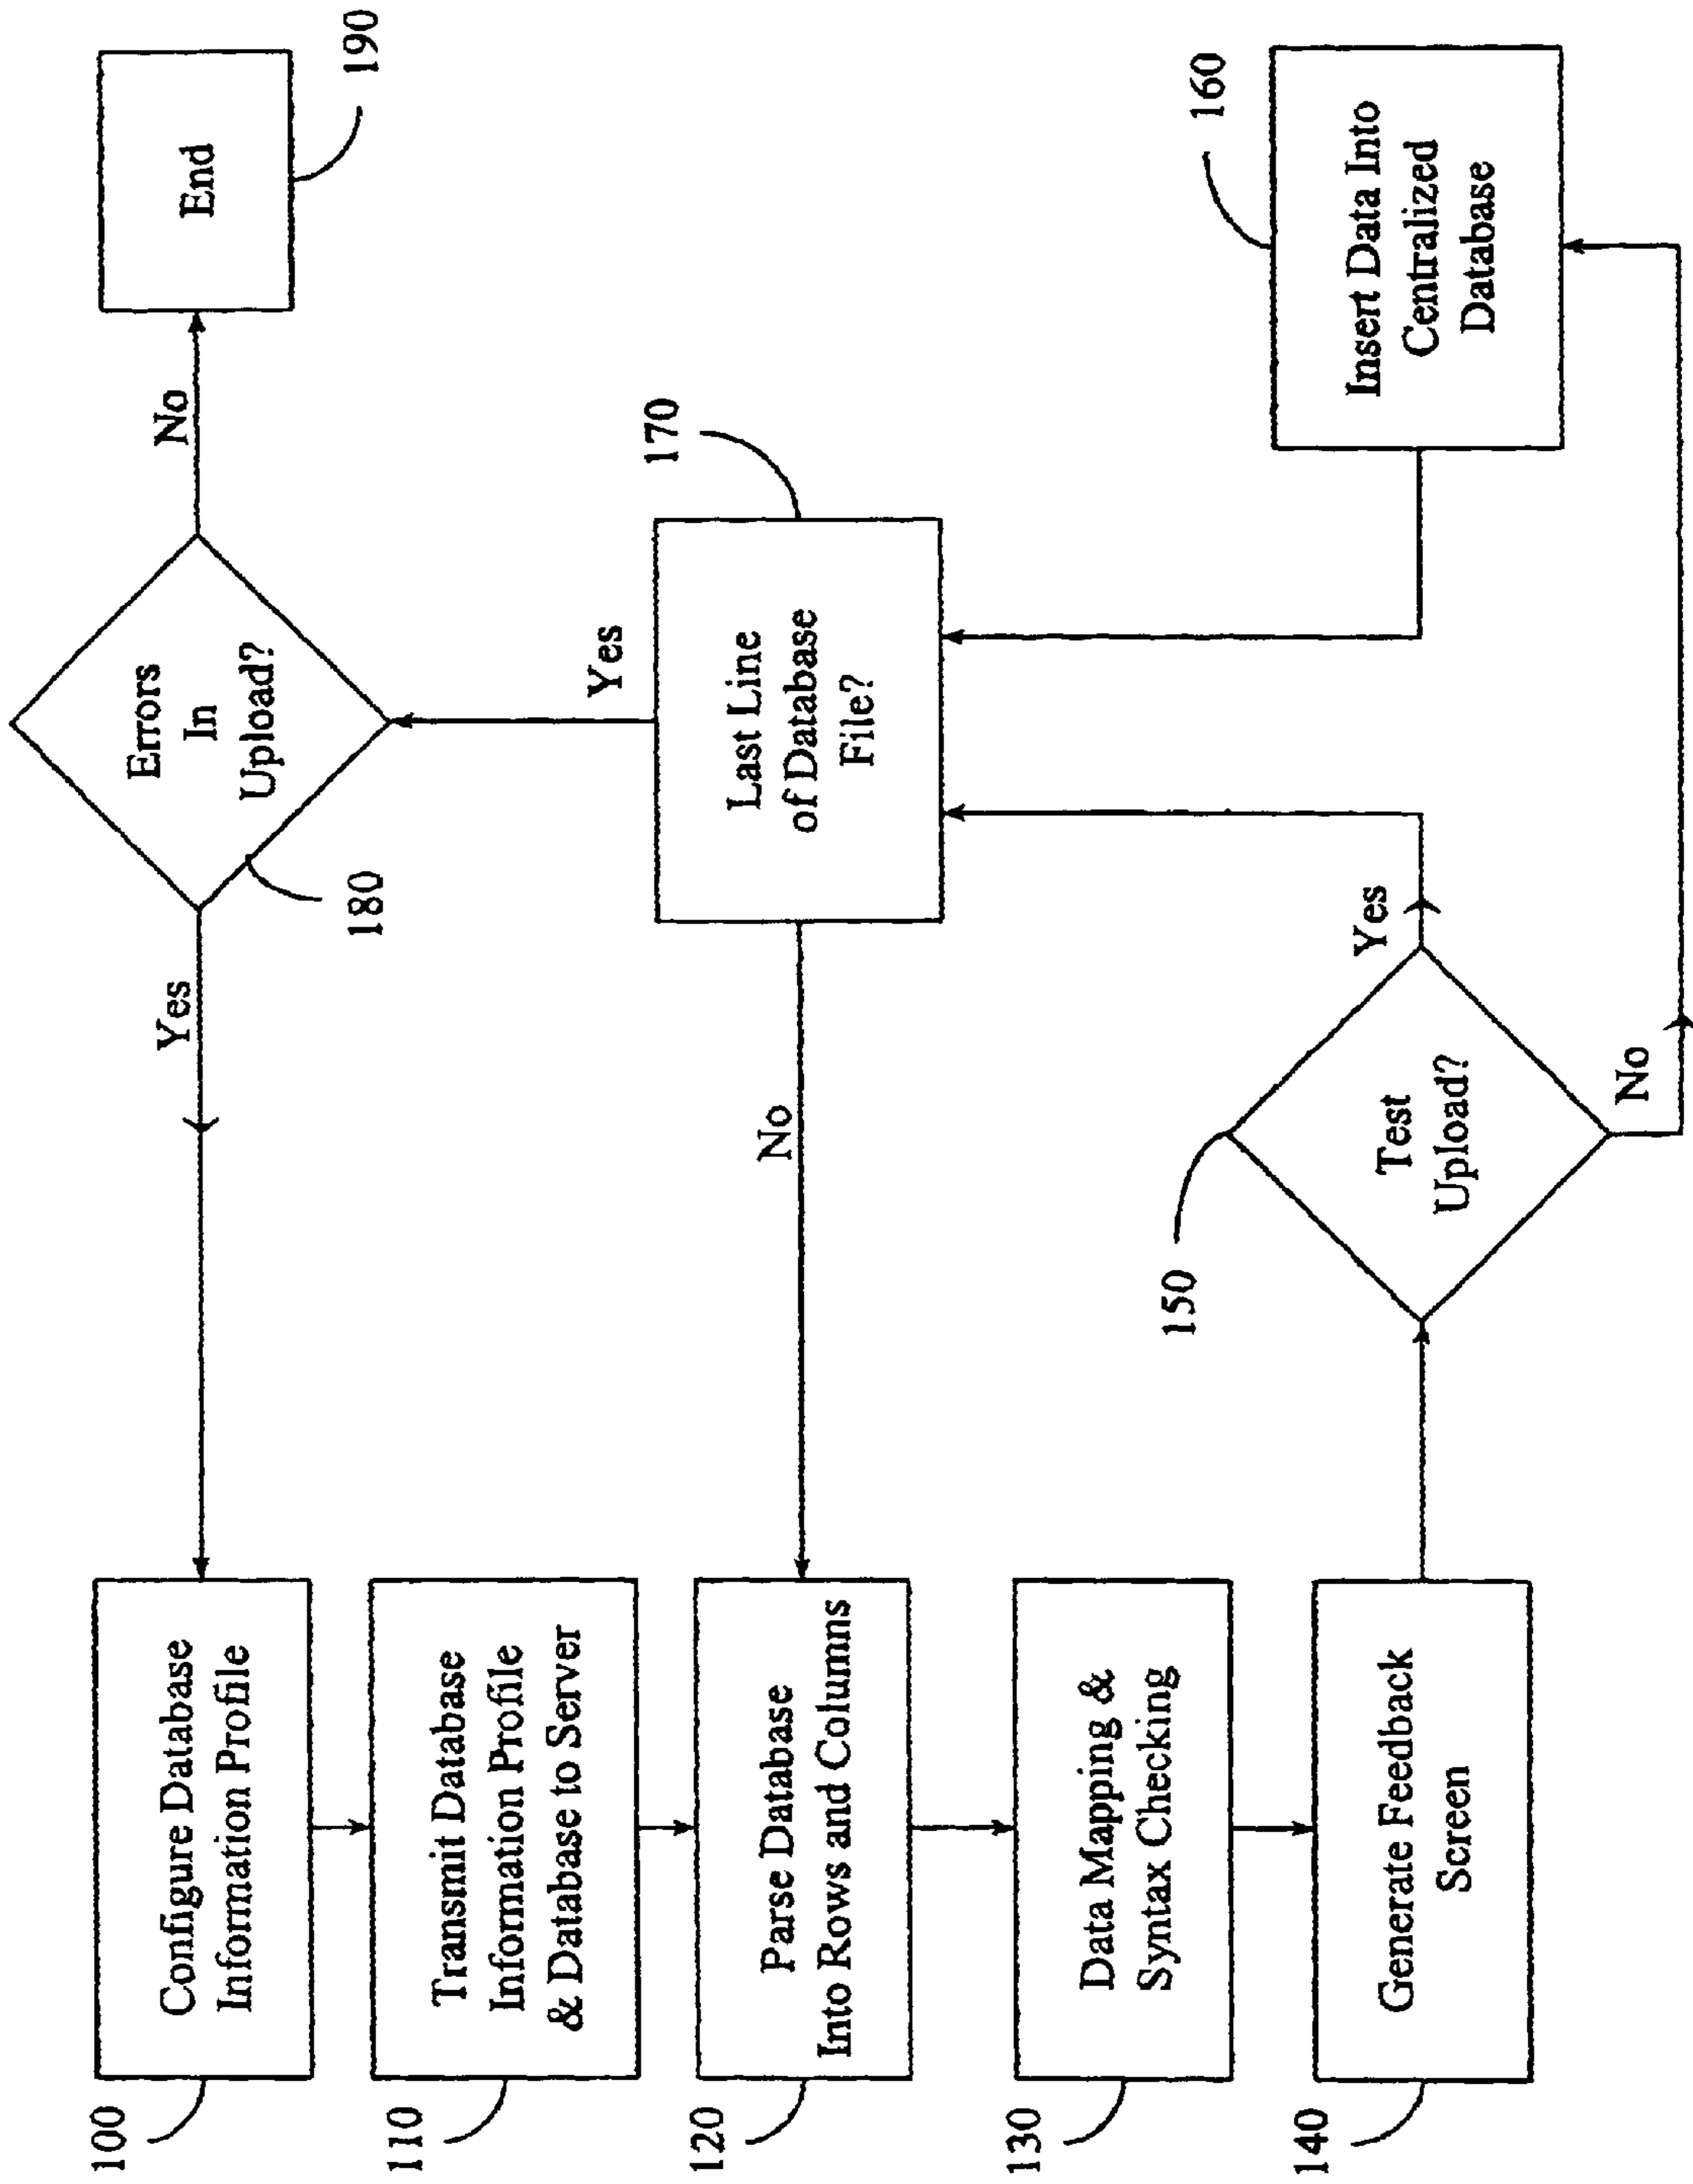 100
Configure Database
Information Profile
110
Transmit Database
Information Profile
& Database to Server
120
Parse Database
Into Rows and Columns
130
Data Mapping &
Syntax Checking
140
Generate Feedback
Screen
150
Test
Upload?
Yes
No
160
Insert Data Into
Centralized
Database
170
Last Line
of Database
File?
No
Yes
180
Errors
In
Upload?
Yes
No
End
190